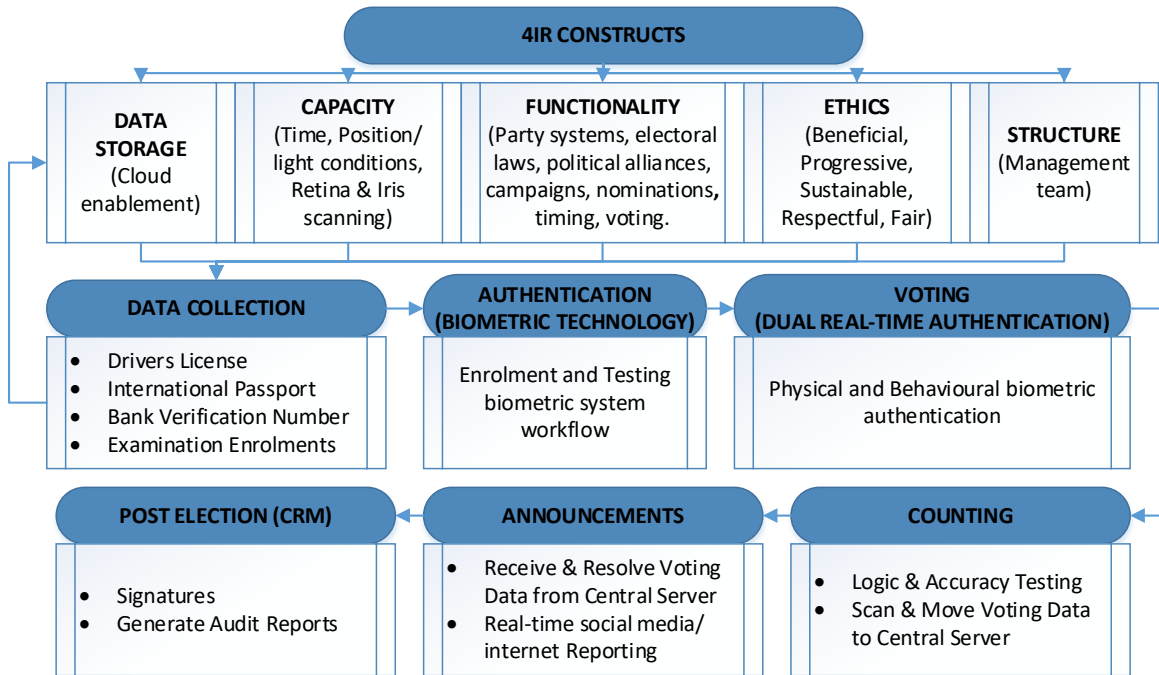 4IR CONSTRUCTS
DATA
STORAGE
(Cloud
enablement)
CAPACITY
(Time, Position/
light conditions,
Retina & Iris
scanning)
FUNCTIONALITY
(Party systems, electoral
laws, political alliances,
campaigns, nominations,
timing, voting.
ETHICS
(Beneficial,
Progressive,
Sustainable,
Respectful, Fair)
STRUCTURE
(Management
team)
DATA COLLECTION
• Drivers License
• International Passport
• Bank Verification Number
• Examination Enrolments
AUTHENTICATION
(BIOMETRIC TECHNOLOGY)
Enrolment and Testing
biometric system
workflow
VOTING
(DUAL REAL-TIME AUTHENTICATION)
Physical and Behavioural biometric
authentication
POST ELECTION (CRM)
• Signatures
• Generate Audit Reports
ANNOUNCEMENTS
• Receive & Resolve Voting
Data from Central Server
• Real-time social media/
internet Reporting
COUNTING
• Logic & Accuracy Testing
• Scan & Move Voting Data
to Central Server